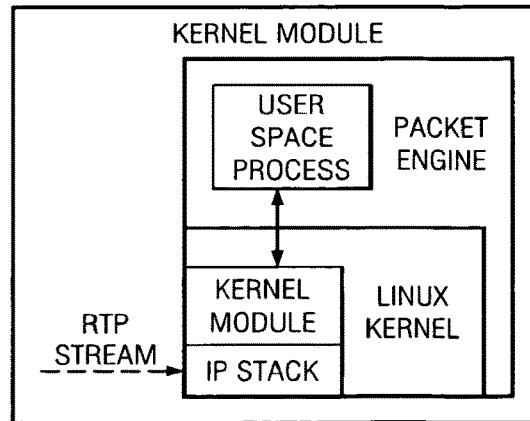 KERNEL MODULE
USER
SPACE
PROCESS
PACKET
ENGINE
KERNEL
MODULE
LINUX
KERNEL
RTP
STREAM
IP STACK